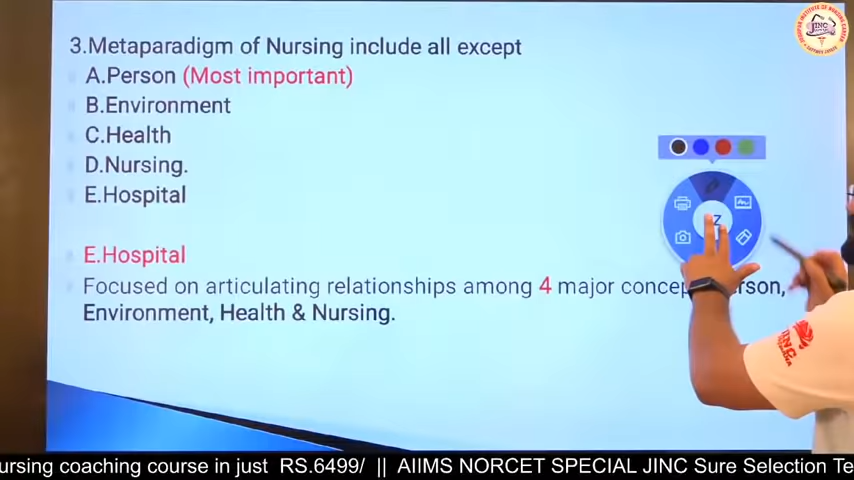 3.Metaparadigm of Nursing include all except
A.Person (Most important)
B.Environment
C.Health
D.Nursing.
E.Hospital
E.Hospital
Focused on articulating relationships among 4 major
Environment, Health & Nursing.
Z
JINC
JINC
ursing coaching course in just RS.6499/ || AIIMS NORCET SPECIAL JINC Sure Selection Te